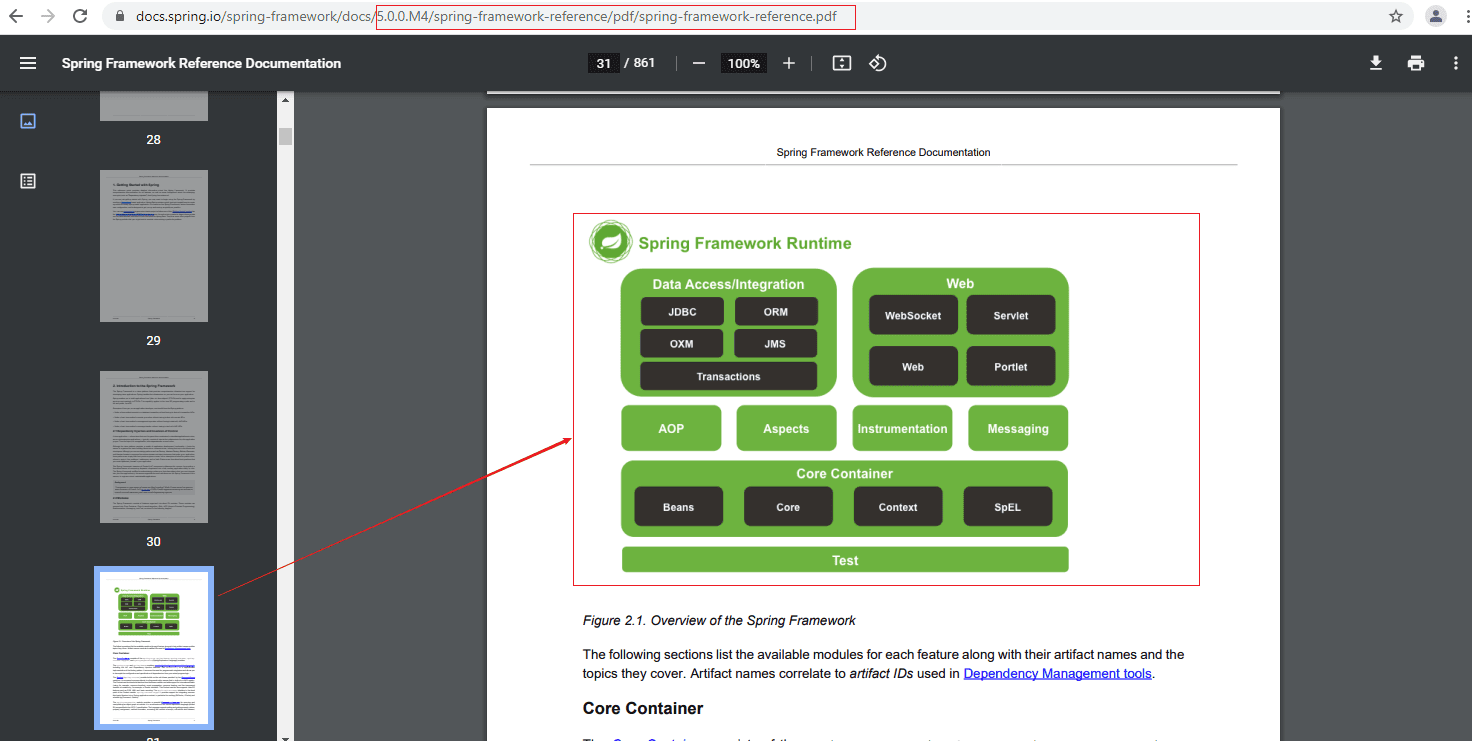 docs.spring.io/spring-framework/docs/5.0.0.M4/spring-framework-reference/pdf/spring-framework-reference.pdf
Spring Framework Reference Documentation
31 / 861
100%
28
1. Getting Started with Spring
29
30
Spring Framework Reference Documentation
Spring Framework Runtime
Data Access/Integration
JDBC
ORM
OXM
JMS
Transactions
Web
WebSocket
Servlet
Web
Portlet
AOP
Aspects
Instrumentation
Messaging
Core Container
Beans
Core
Context
SpEL
Test
Figure 2.1. Overview of the Spring Framework
The following sections list the available modules for each feature along with their artifact names and the
topics they cover. Artifact names correlate to artifact IDs used in Dependency Management tools.
Core Container